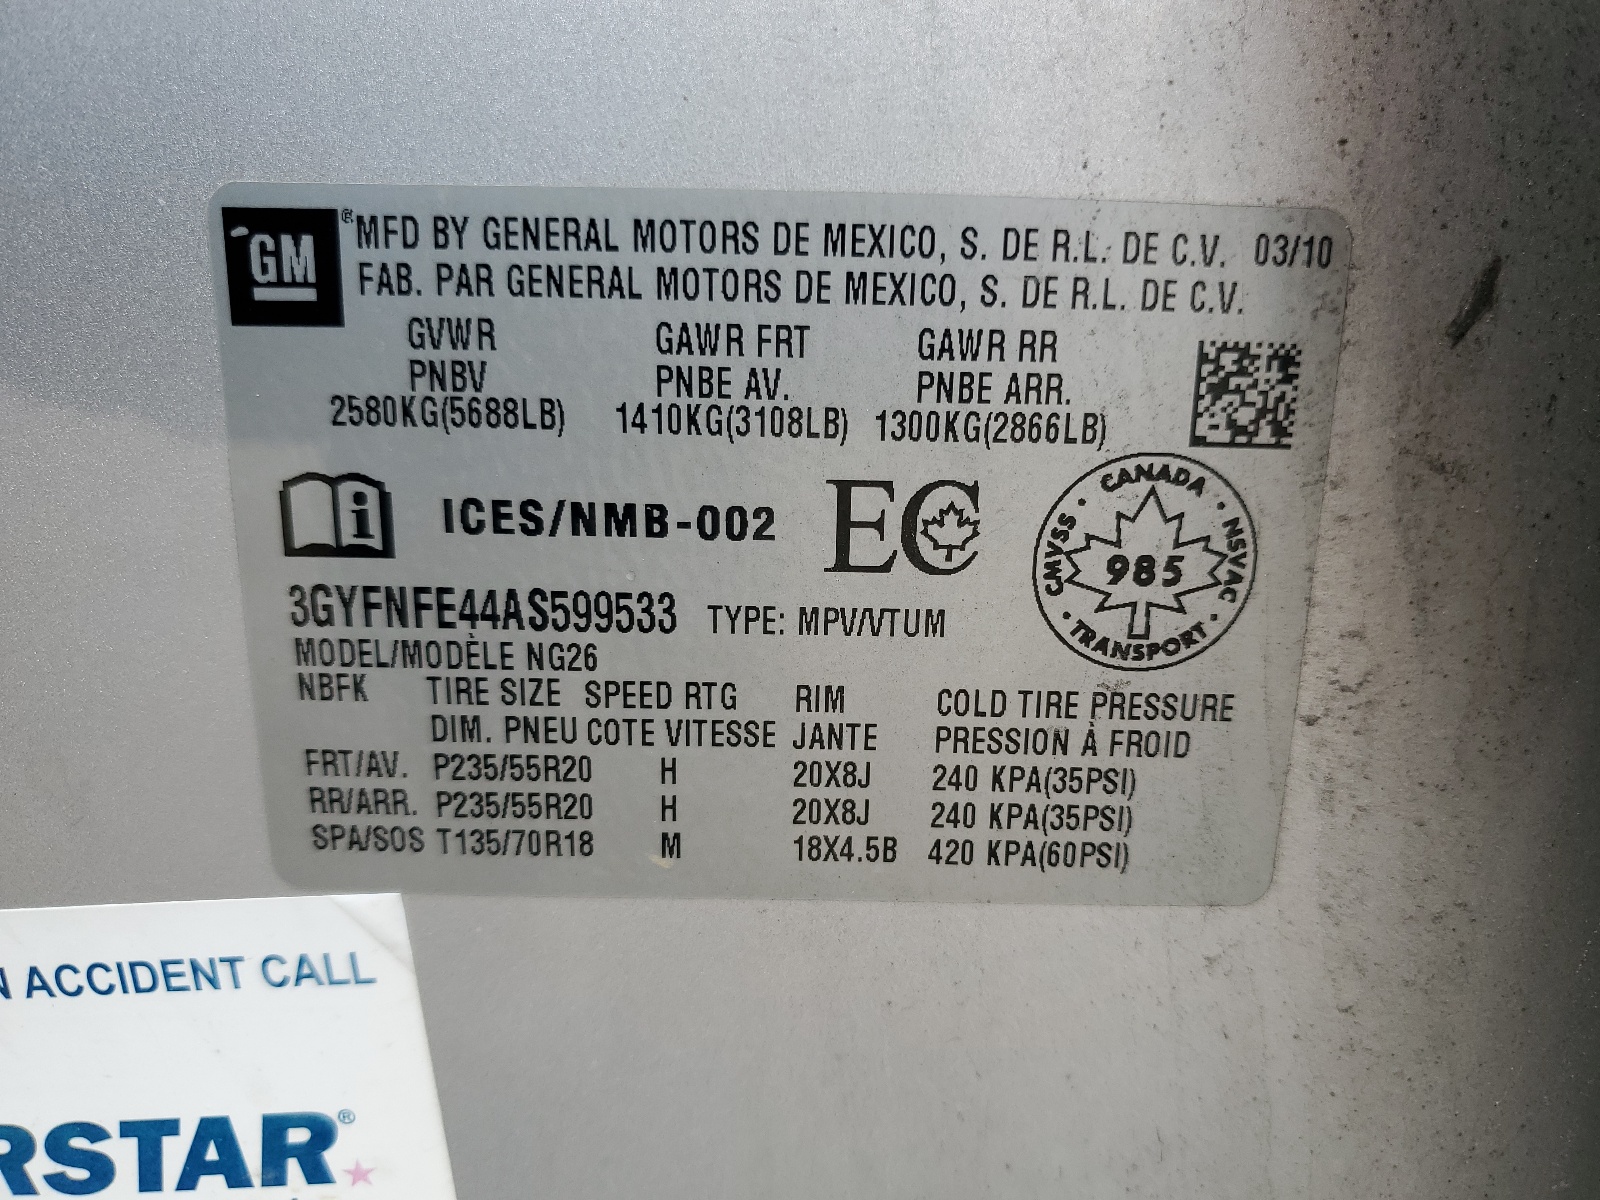 GM ® MFD BY GENERAL MOTORS DE MEXICO, S. DE R.L. DE C.V. 03/10
FAB. PAR GENERAL MOTORS DE MEXICO, S. DE R.L. DE C.V.
GVWR GAWR FRT GAWR RR
PNBV PNBE AV. PNBE ARR.
2580KG(5688LB) 1410KG(3108LB) 1300KG(2866LB)
i ICES/NMB-002 EC
CANADA
CMVSS · NSVAC
985
· TRANSPORT ·
3GYFNFE44AS599533 TYPE: MPV/VTUM
MODEL/MODÈLE NG26
NBFK TIRE SIZE SPEED RTG RIM COLD TIRE PRESSURE
DIM. PNEU COTE VITESSE JANTE PRESSION À FROID
FRT/AV. P235/55R20 H 20X8J 240 KPA(35PSI)
RR/ARR. P235/55R20 H 20X8J 240 KPA(35PSI)
SPA/SOS T135/70R18 M 18X4.5B 420 KPA(60PSI)
N ACCIDENT CALL
RSTAR®